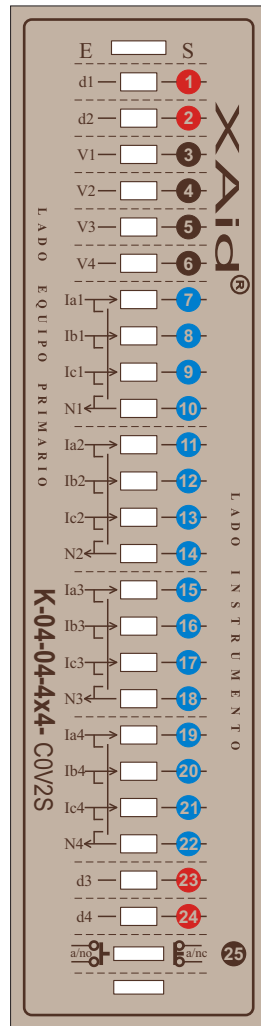 E S
d1 1
d2 2
V1 3
V2 4
V3 5
V4 6
Ia1 7
Ib1 8
Ic1 9
N1 10
Ia2 11
Ib2 12
Ic2 13
N2 14
Ia3 15
Ib3 16
Ic3 17
N3 18
Ia4 19
Ib4 20
Ic4 21
N4 22
d3 23
d4 24
a/no a/nc 25
XAid®
LADO EQUIPO PRIMARIO
LADO INSTRUMENTO
K-04-04-4x4- C0V2S